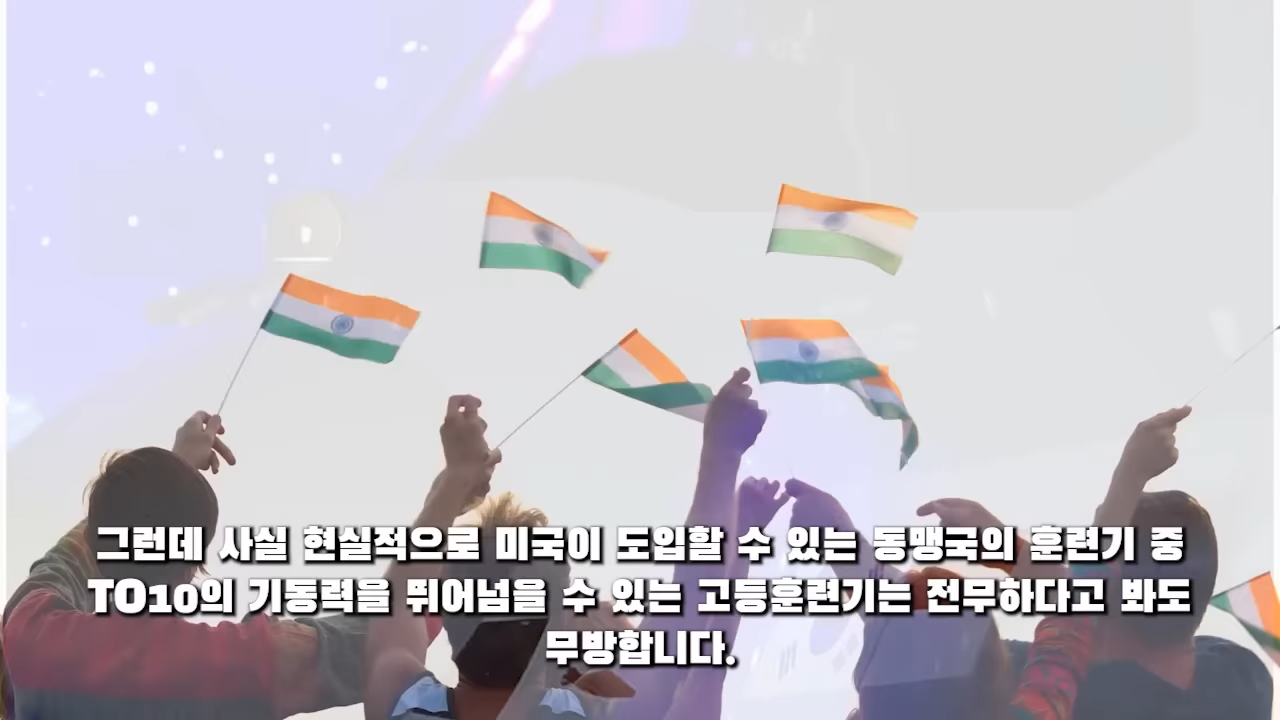 그런데 사실 현실적으로 미국이 도입할 수 있는 동맹국의 훈련기 중
TO10의 기동력을 뛰어넘을 수 있는 고등훈련기는 전무하다고 봐도
무방합니다.